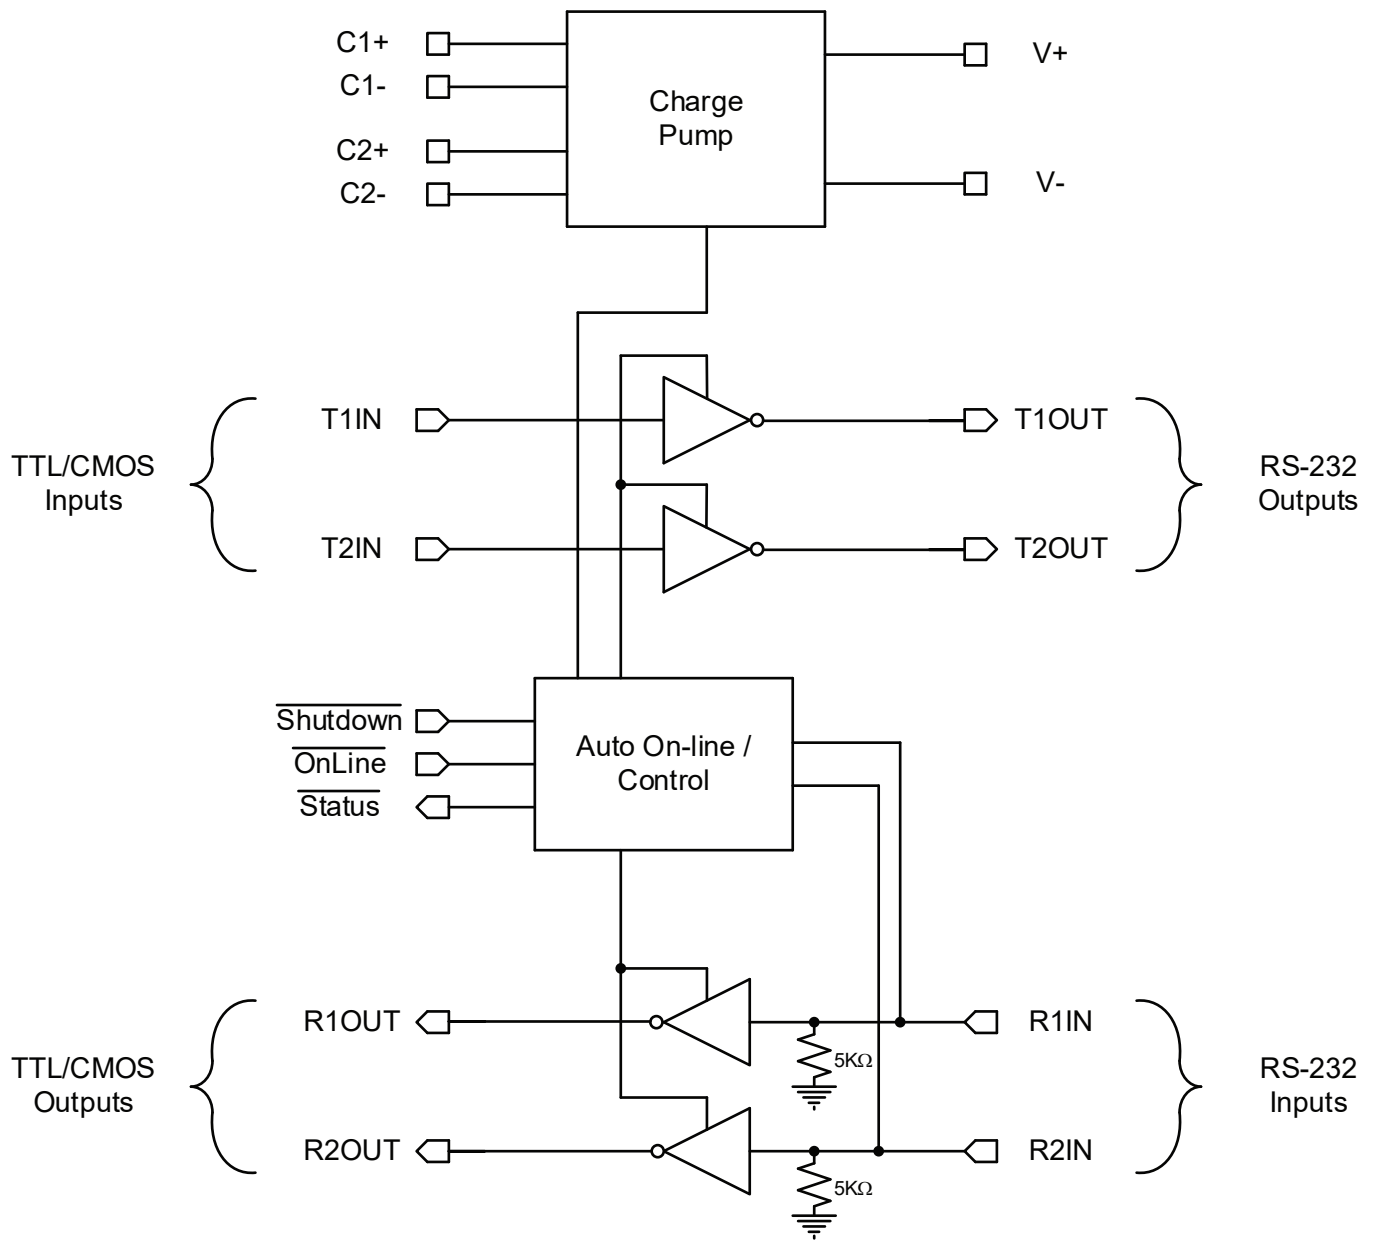 C1+
C1-
C2+
C2-
Charge
Pump
V+
V-
TTL/CMOS
Inputs
T1IN
T2IN
T1OUT
T2OUT
RS-232
Outputs
Shutdown
OnLine
Status
Auto On-line /
Control
TTL/CMOS
Outputs
R1OUT
R2OUT
5KΩ
5KΩ
R1IN
R2IN
RS-232
Inputs